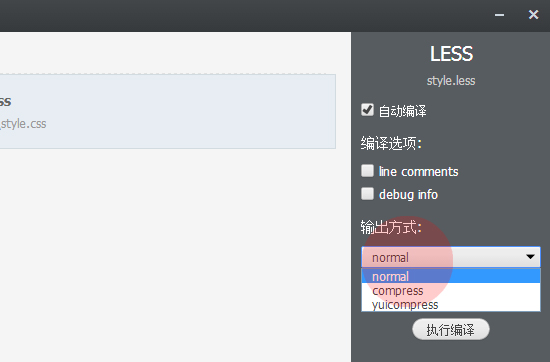 ss
style.css
LESS
style.less
自动编译
编译选项:
line comments
debug info
输出方式:
normal
normal
compress
yuicompress
执行编译